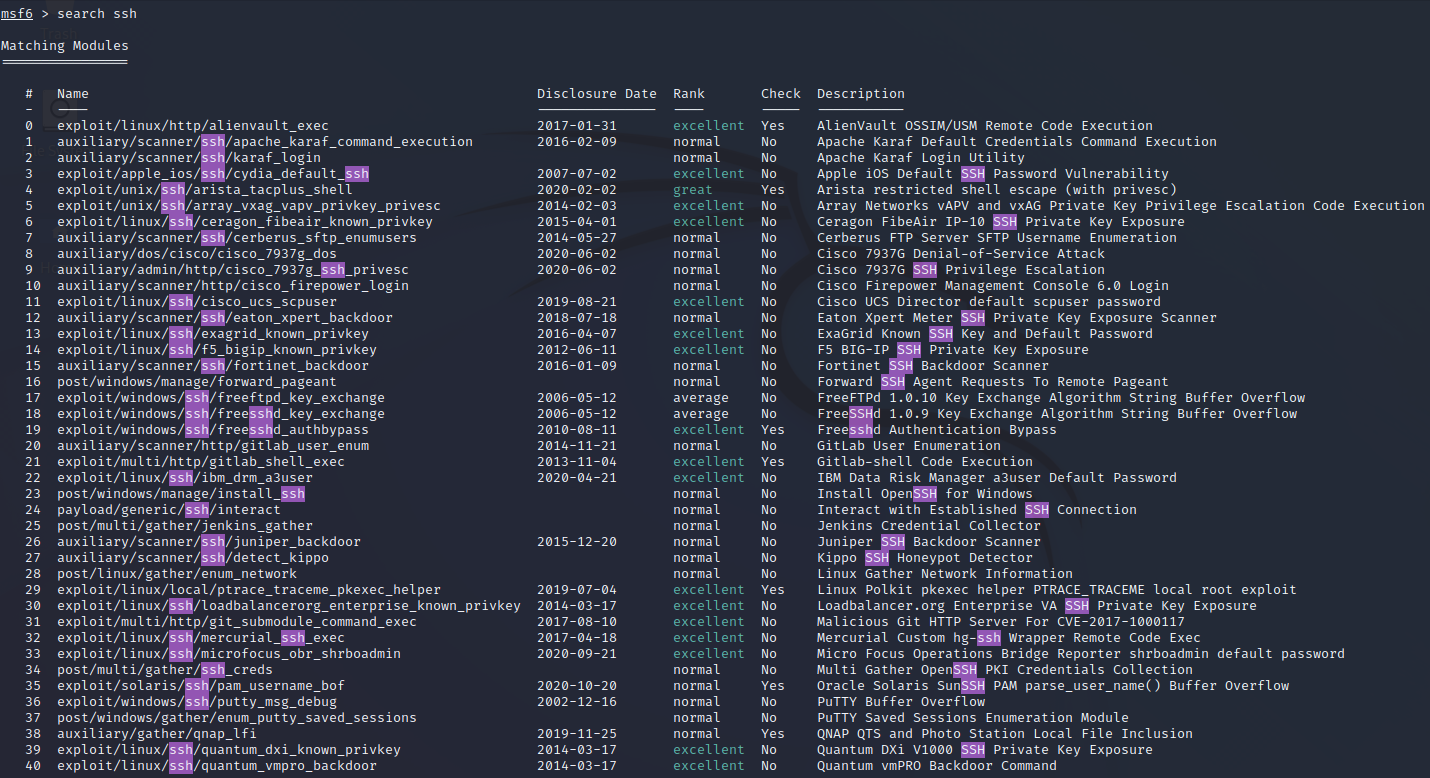 msf6 > search ssh
Matching Modules
================
# Name Disclosure Date Rank Check Description
- ---- --------------- ---- ----- -----------
0 exploit/linux/http/alienvault_exec 2017-01-31 excellent Yes AlienVault OSSIM/USM Remote Code Execution
1 auxiliary/scanner/ssh/apache_karaf_command_execution 2016-02-09 normal No Apache Karaf Default Credentials Command Execution
2 auxiliary/scanner/ssh/karaf_login normal No Apache Karaf Login Utility
3 exploit/apple_ios/ssh/cydia_default_ssh 2007-07-02 excellent No Apple iOS Default SSH Password Vulnerability
4 exploit/unix/ssh/arista_tacplus_shell 2020-02-02 great Yes Arista restricted shell escape (with privesc)
5 exploit/unix/ssh/array_vxag_vapv_privkey_privesc 2014-02-03 excellent No Array Networks vAPV and vxAG Private Key Privilege Escalation Code Execution
6 exploit/linux/ssh/ceragon_fibeair_known_privkey 2015-04-01 excellent No Ceragon FibeAir IP-10 SSH Private Key Exposure
7 auxiliary/scanner/ssh/cerberus_sftp_enumusers 2014-05-27 normal No Cerberus FTP Server SFTP Username Enumeration
8 auxiliary/dos/cisco/cisco_7937g_dos 2020-06-02 normal No Cisco 7937G Denial-of-Service Attack
9 auxiliary/admin/http/cisco_7937g_ssh_privesc 2020-06-02 normal No Cisco 7937G SSH Privilege Escalation
10 auxiliary/scanner/http/cisco_firepower_login normal No Cisco Firepower Management Console 6.0 Login
11 exploit/linux/ssh/cisco_ucs_scpuser 2019-08-21 excellent No Cisco UCS Director default scpuser password
12 auxiliary/scanner/ssh/eaton_xpert_backdoor 2018-07-18 normal No Eaton Xpert Meter SSH Private Key Exposure Scanner
13 exploit/linux/ssh/exagrid_known_privkey 2016-04-07 excellent No ExaGrid Known SSH Key and Default Password
14 exploit/linux/ssh/f5_bigip_known_privkey 2012-06-11 excellent No F5 BIG-IP SSH Private Key Exposure
15 auxiliary/scanner/ssh/fortinet_backdoor 2016-01-09 normal No Fortinet SSH Backdoor Scanner
16 post/windows/manage/forward_pageant normal No Forward SSH Agent Requests To Remote Pageant
17 exploit/windows/ssh/freeftpd_key_exchange 2006-05-12 average No FreeFTPd 1.0.10 Key Exchange Algorithm String Buffer Overflow
18 exploit/windows/ssh/freesshd_key_exchange 2006-05-12 average No FreeSSHd 1.0.9 Key Exchange Algorithm String Buffer Overflow
19 exploit/windows/ssh/freesshd_authbypass 2010-08-11 excellent Yes Freesshd Authentication Bypass
20 auxiliary/scanner/http/gitlab_user_enum 2014-11-21 normal No GitLab User Enumeration
21 exploit/multi/http/gitlab_shell_exec 2013-11-04 excellent Yes Gitlab-shell Code Execution
22 exploit/linux/ssh/ibm_drm_a3user 2020-04-21 excellent No IBM Data Risk Manager a3user Default Password
23 post/windows/manage/install_ssh normal No Install OpenSSH for Windows
24 payload/generic/ssh/interact normal No Interact with Established SSH Connection
25 post/multi/gather/jenkins_gather normal No Jenkins Credential Collector
26 auxiliary/scanner/ssh/juniper_backdoor 2015-12-20 normal No Juniper SSH Backdoor Scanner
27 auxiliary/scanner/ssh/detect_kippo normal No Kippo SSH Honeypot Detector
28 post/linux/gather/enum_network normal No Linux Gather Network Information
29 exploit/linux/local/ptrace_traceme_pkexec_helper 2019-07-04 excellent Yes Linux Polkit pkexec helper PTRACE_TRACEME local root exploit
30 exploit/linux/ssh/loadbalancerorg_enterprise_known_privkey 2014-03-17 excellent No Loadbalancer.org Enterprise VA SSH Private Key Exposure
31 exploit/multi/http/git_submodule_command_exec 2017-08-10 excellent No Malicious Git HTTP Server For CVE-2017-1000117
32 exploit/linux/ssh/mercurial_ssh_exec 2017-04-18 excellent No Mercurial Custom hg-ssh Wrapper Remote Code Exec
33 exploit/linux/ssh/microfocus_obr_shrboadmin 2020-09-21 excellent No Micro Focus Operations Bridge Reporter shrboadmin default password
34 post/multi/gather/ssh_creds normal No Multi Gather OpenSSH PKI Credentials Collection
35 exploit/solaris/ssh/pam_username_bof 2020-10-20 normal Yes Oracle Solaris SunSSH PAM parse_user_name() Buffer Overflow
36 exploit/windows/ssh/putty_msg_debug 2002-12-16 normal No PuTTY Buffer Overflow
37 post/windows/gather/enum_putty_saved_sessions normal No PuTTY Saved Sessions Enumeration Module
38 auxiliary/gather/qnap_lfi 2019-11-25 normal Yes QNAP QTS and Photo Station Local File Inclusion
39 exploit/linux/ssh/quantum_dxi_known_privkey 2014-03-17 excellent No Quantum DXi V1000 SSH Private Key Exposure
40 exploit/linux/ssh/quantum_vmpro_backdoor 2014-03-17 excellent No Quantum vmPRO Backdoor Command